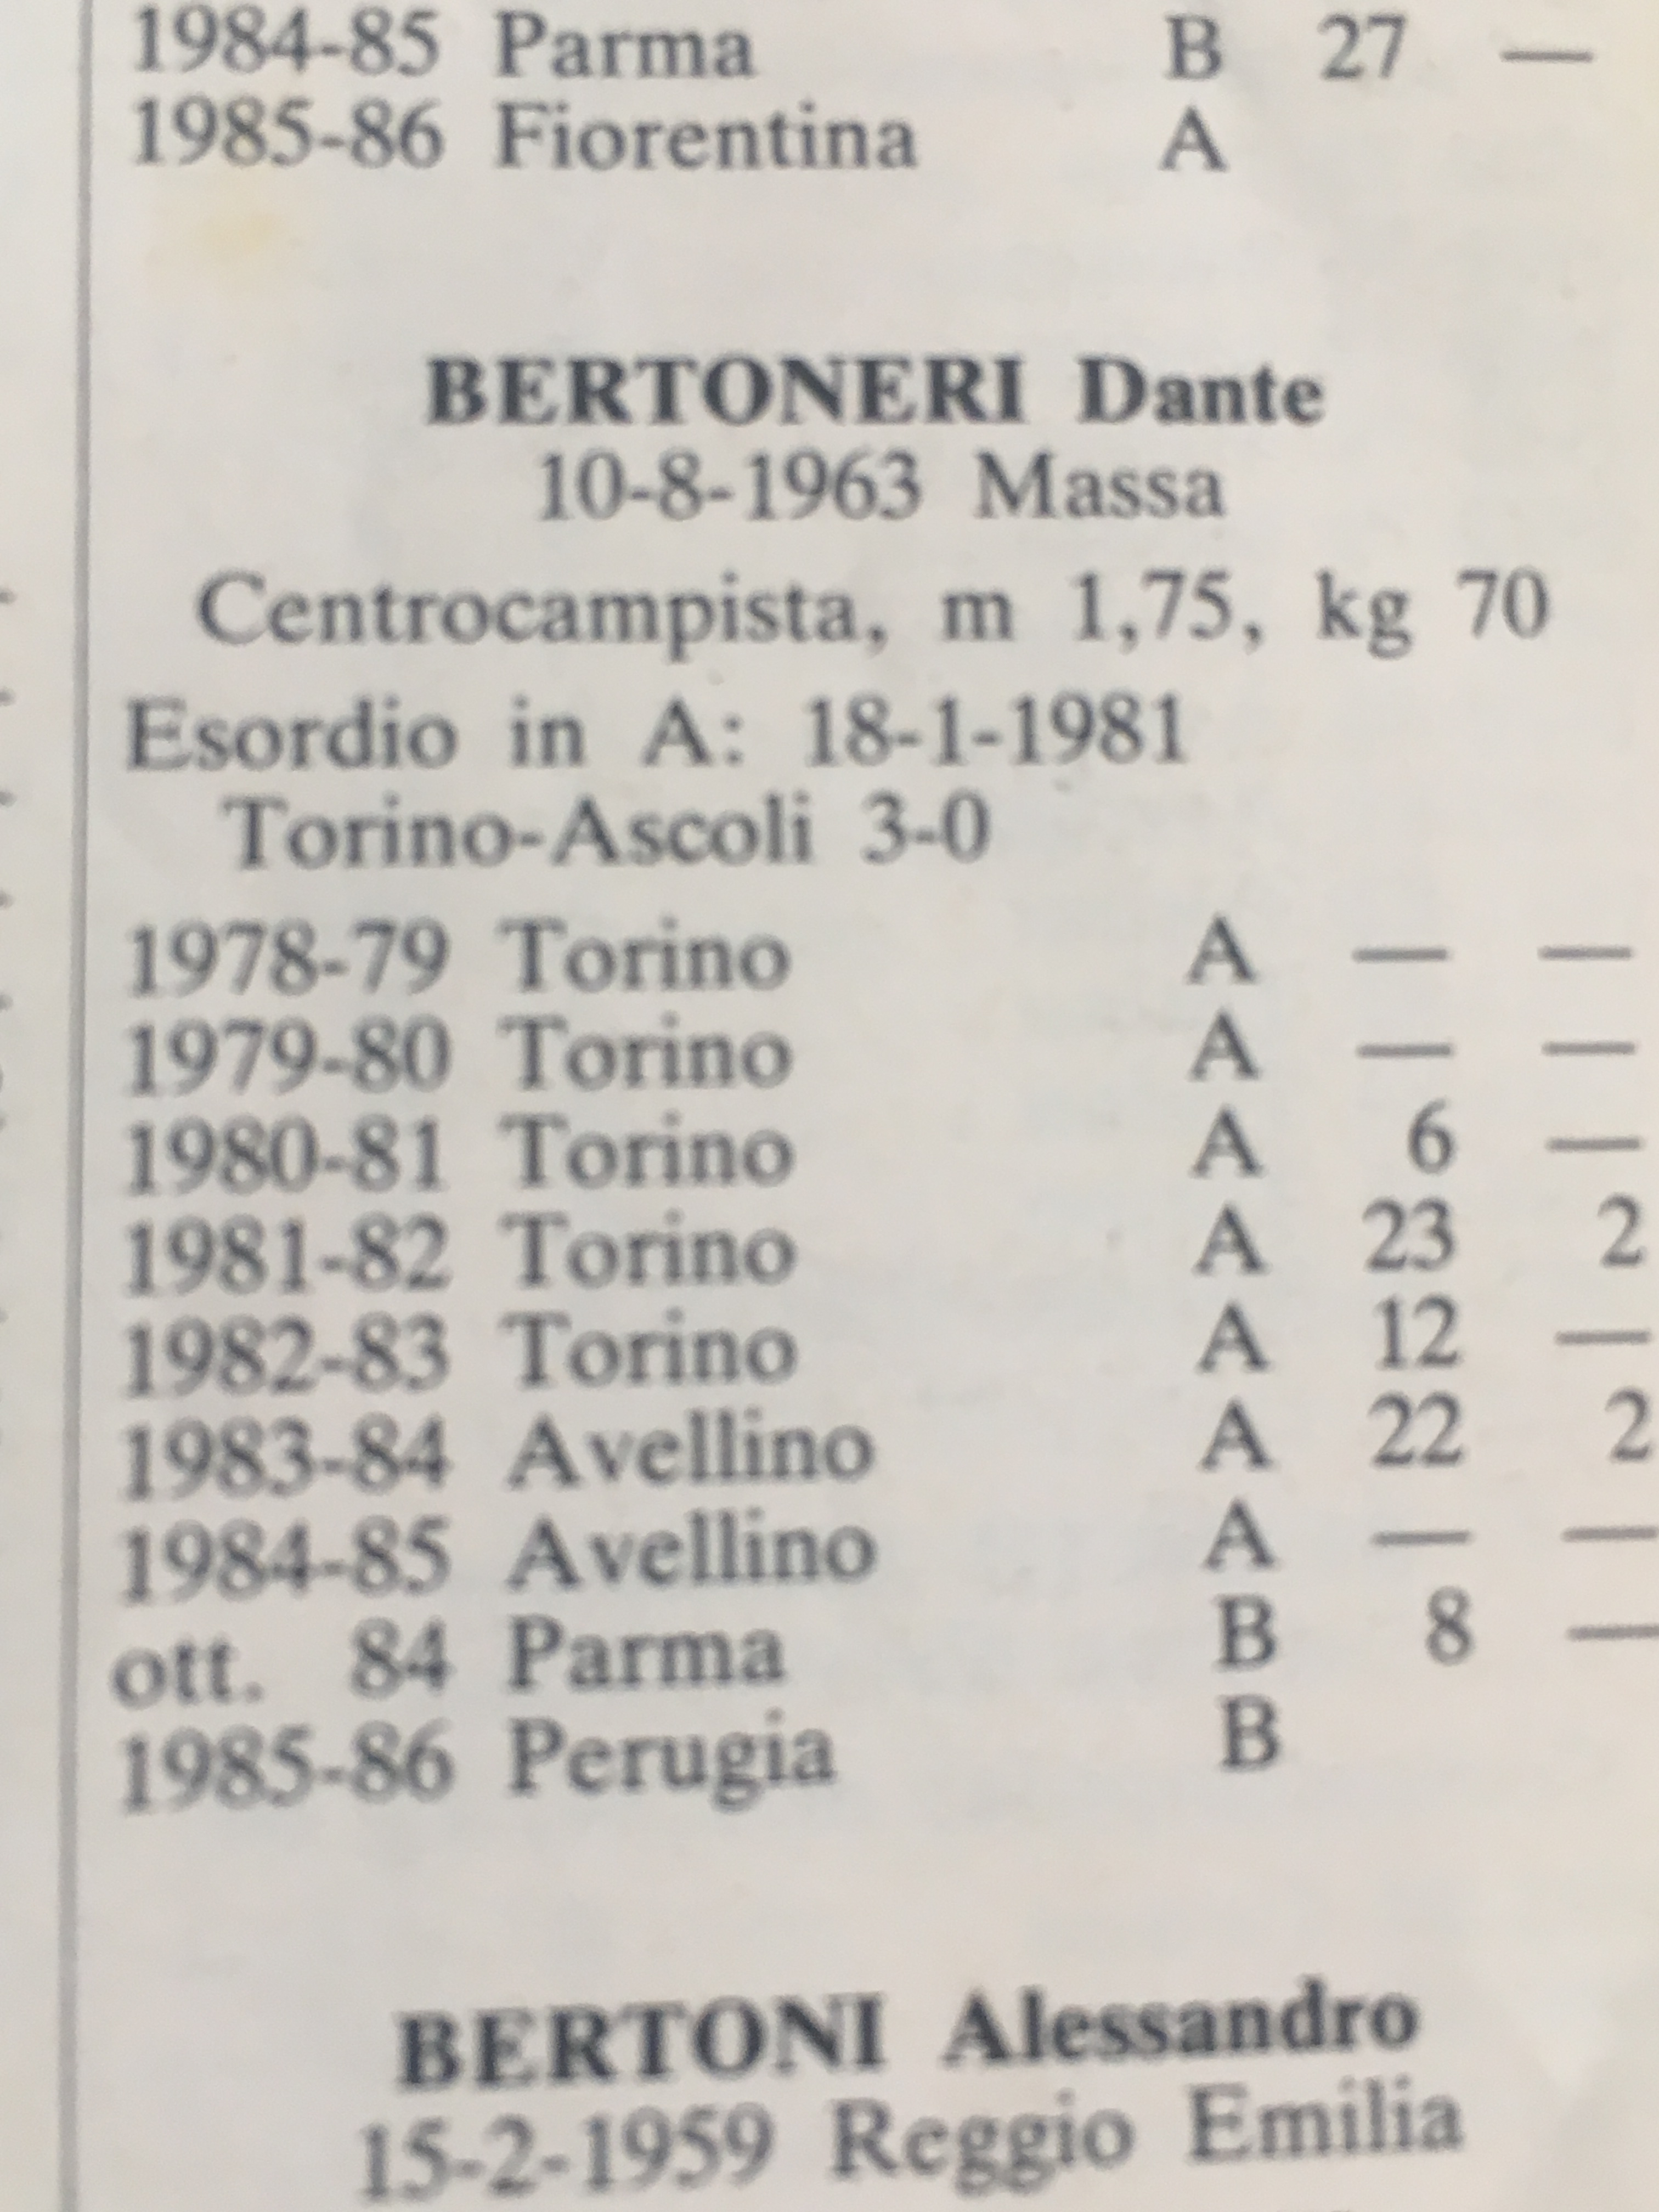 1984-85 Parma B 27 —
1985-86 Fiorentina A
BERTONERI Dante
10-8-1963 Massa
Centrocampista, m 1,75, kg 70
Esordio in A: 18-1-1981
Torino-Ascoli 3-0
1978-79 Torino A — —
1979-80 Torino A — —
1980-81 Torino A 6 —
1981-82 Torino A 23 2
1982-83 Torino A 12 —
1983-84 Avellino A 22 2
1984-85 Avellino A — —
ott. 84 Parma B 8 —
1985-86 Perugia B
BERTONI Alessandro
15-2-1959 Reggio Emilia